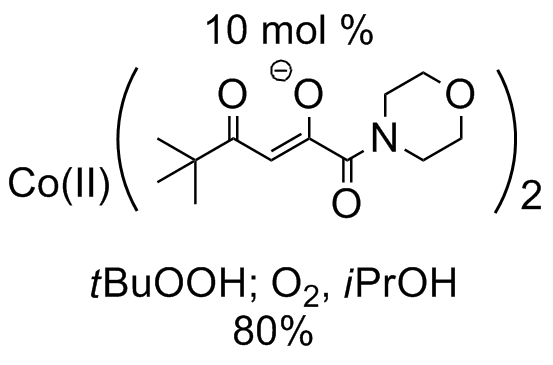 10 mol %
O ⊖ O O
Co(II) N
O 2
tBuOOH; O₂, iPrOH
80%